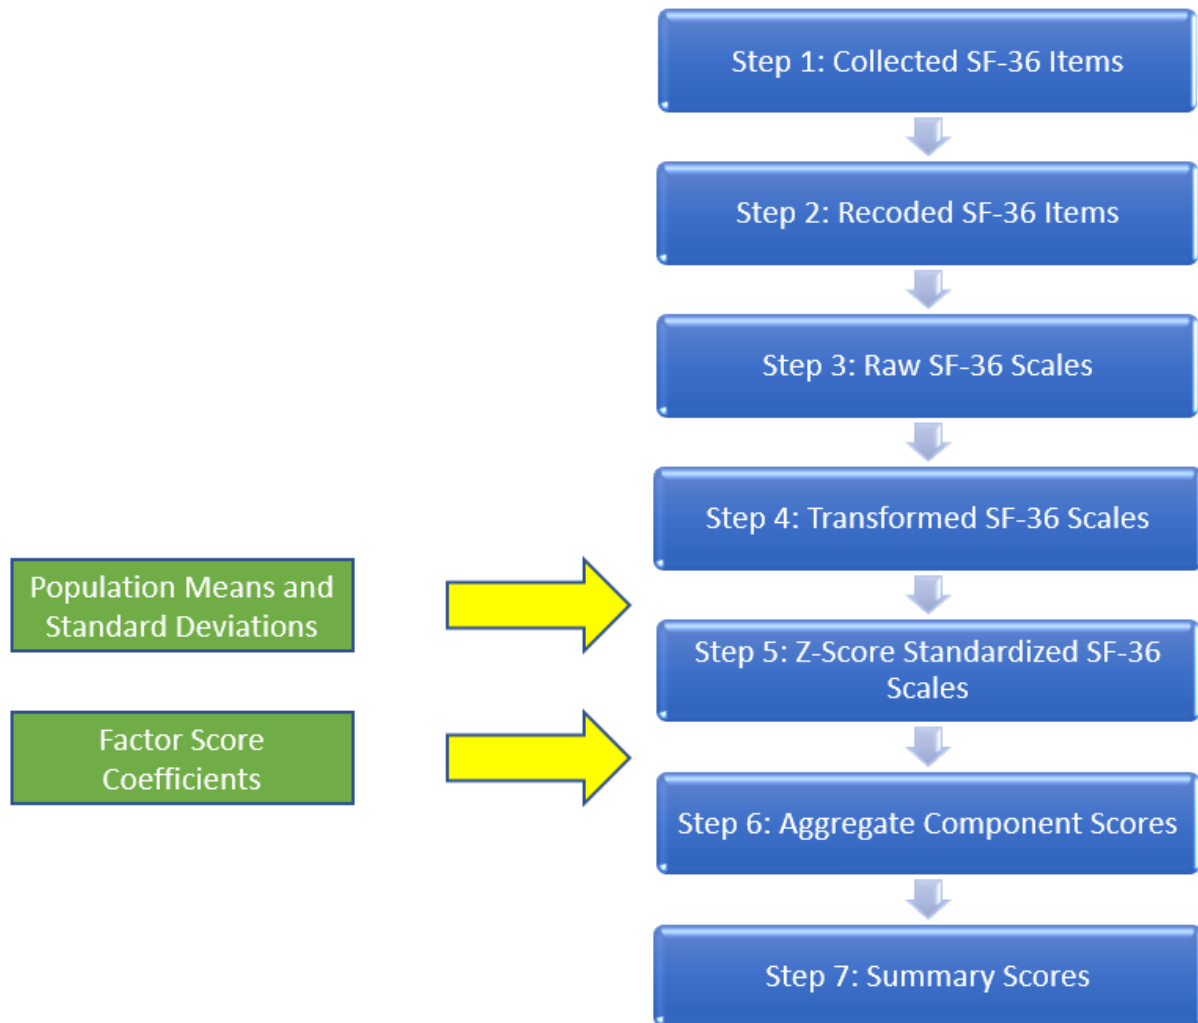 Step 1: Collected SF-36 Items
Step 2: Recoded SF-36 Items
Step 3: Raw SF-36 Scales
Step 4: Transformed SF-36 Scales
Population Means and
Standard Deviations
Step 5: Z-Score Standardized SF-36
Scales
Factor Score
Coefficients
Step 6: Aggregate Component Scores
Step 7: Summary Scores